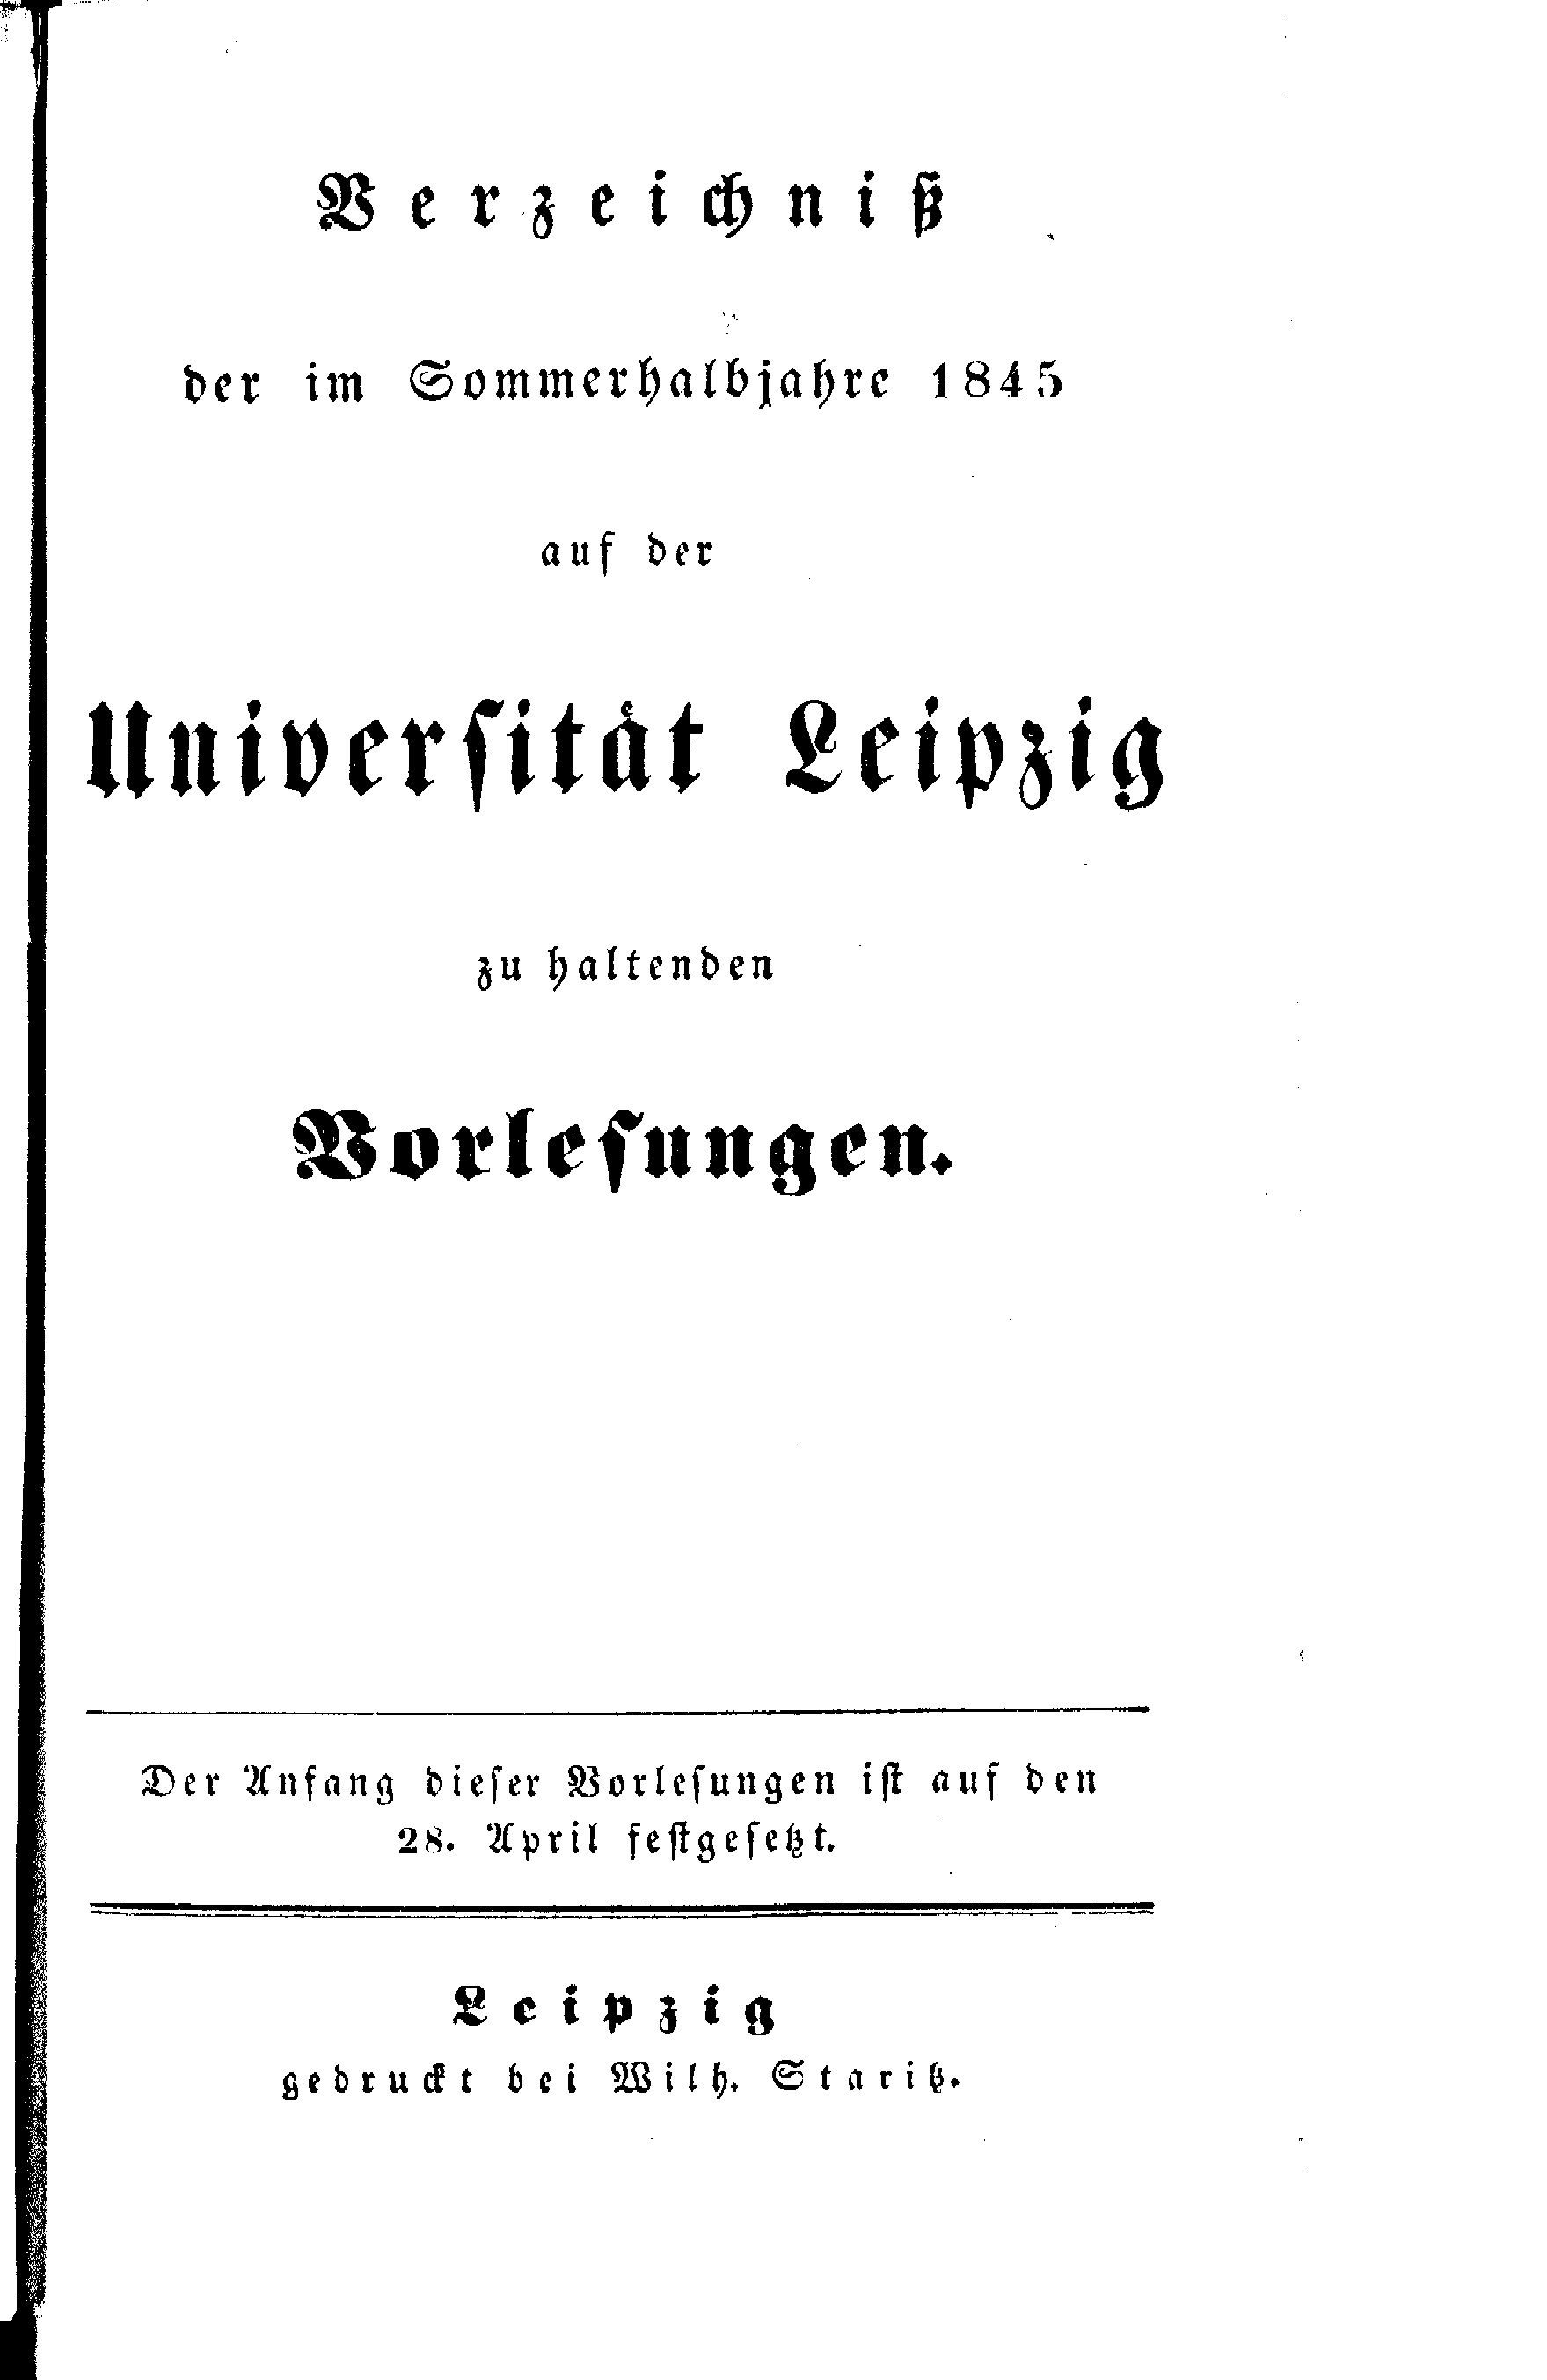 Verzeichniß
der im Sommerhalbjahre 1845
auf der
Universität Leipzig
zu haltenden
Vorlesungen.
Der Anfang dieser Vorlesungen ist auf den
28. April festgesetzt.
Leipzig
gedruckt bei Wilh. Staritz.